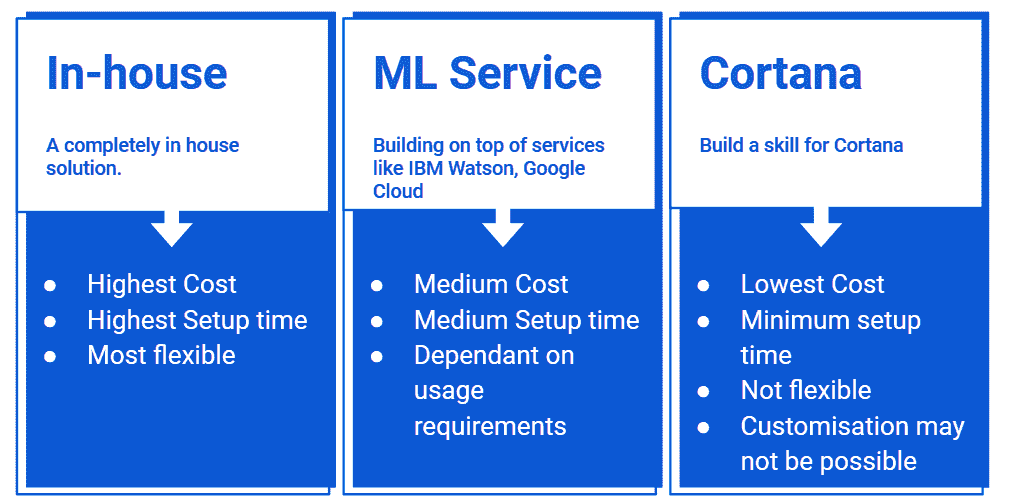 In-house
A completely in house
solution.
● Highest Cost
● Highest Setup time
● Most flexible
ML Service
Building on top of services
like IBM Watson, Google
Cloud
● Medium Cost
● Medium Setup time
● Dependant on
usage
requirements
Cortana
Build a skill for Cortana
● Lowest Cost
● Minimum setup
time
● Not flexible
● Customisation may
not be possible